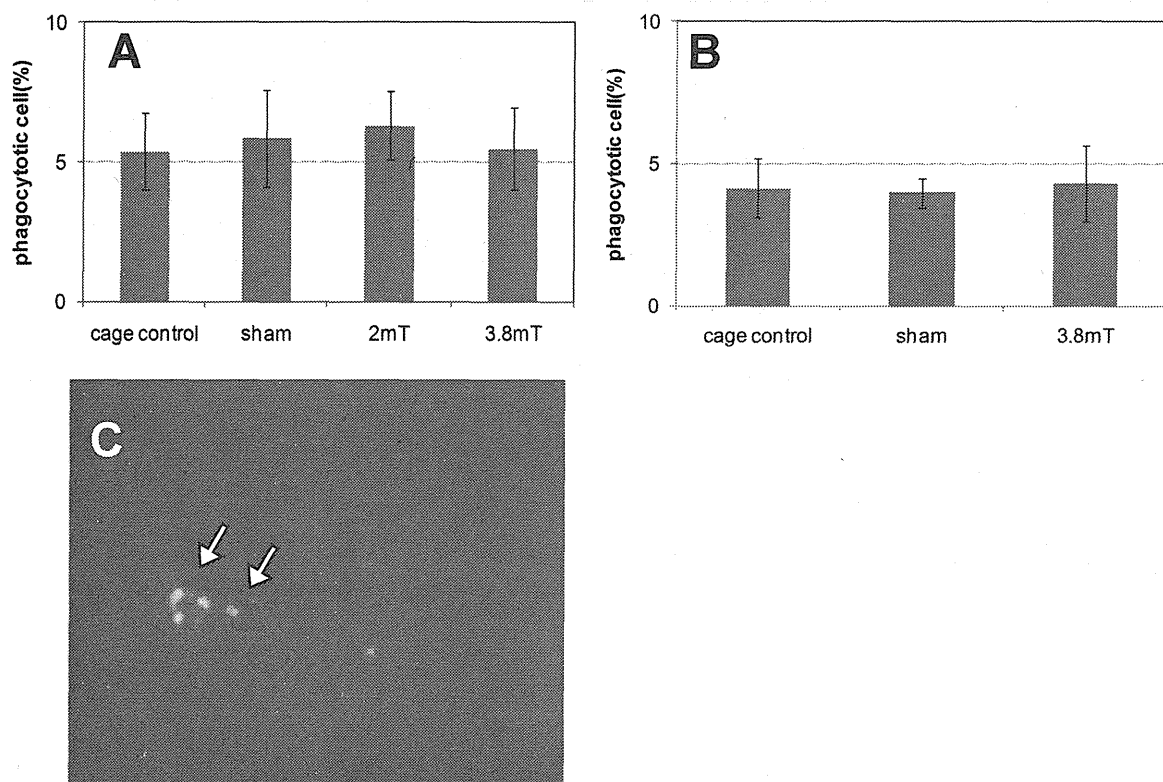 A
phagocytotic cell(%)
10
5
0
cage control sham 2mT 3.8mT
B
phagocytotic cell(%)
10
5
0
cage control sham 3.8mT
C